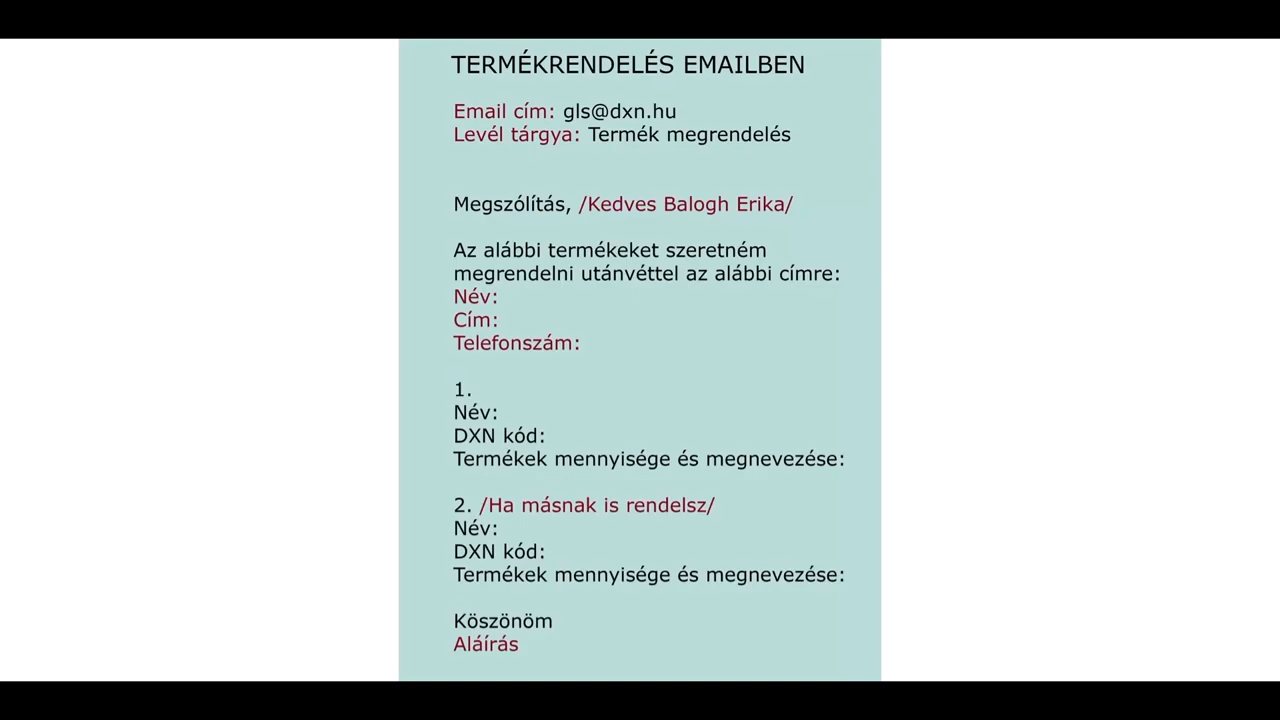 TERMÉKRENDELÉS EMAILBEN
Email cím: gls@dxn.hu
Levél tárgya: Termék megrendelés
Megszólítás, /Kedves Balogh Erika/
Az alábbi termékeket szeretném
megrendelni utánvéttel az alábbi címre:
Név:
Cím:
Telefonszám:
1.
Név:
DXN kód:
Termékek mennyisége és megnevezése:
2. /Ha másnak is rendelsz/
Név:
DXN kód:
Termékek mennyisége és megnevezése:
Köszönöm
Aláírás